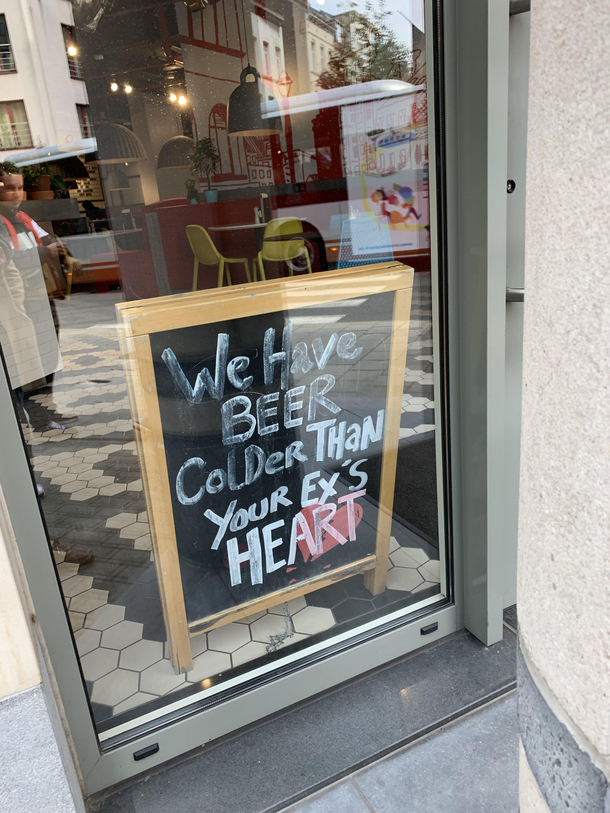 We Have
BEER
Colder Than
Your Ex's
HEART